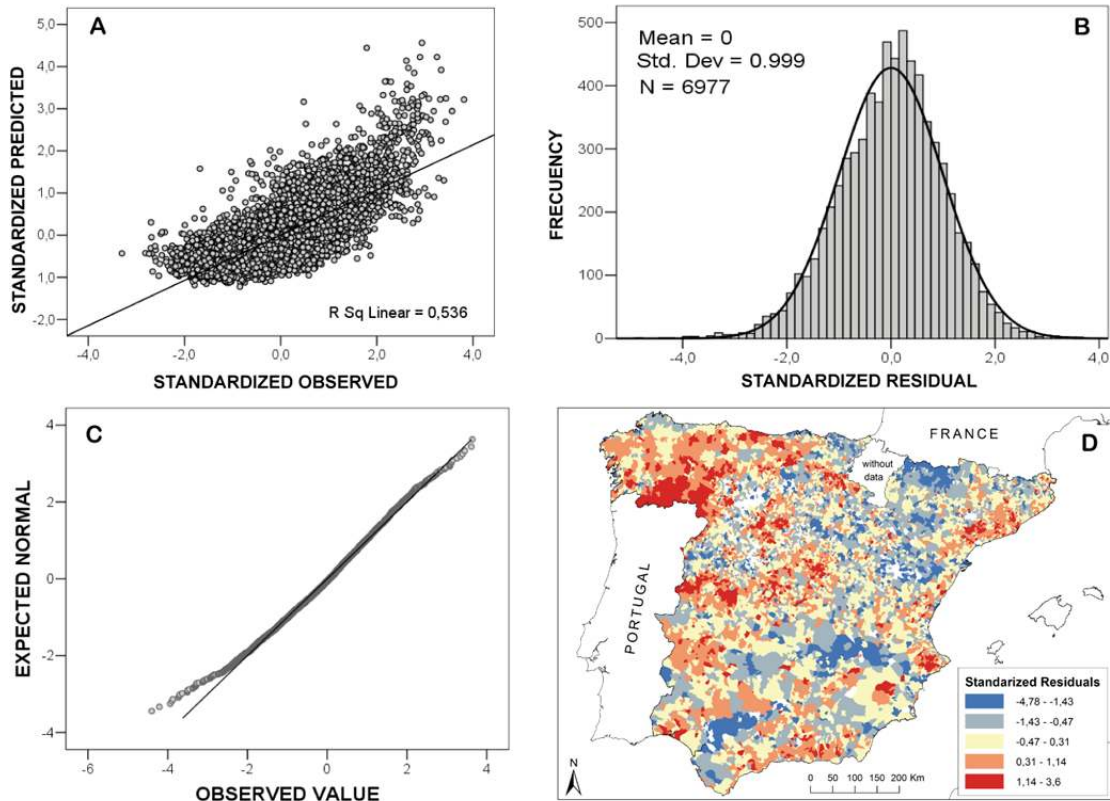 A
5,0
4,0
3,0
2,0
1,0
0,0
1,0
-2,0
STANDARDIZED PREDICTED
R Sq Linear = 0,536
-4,0 -2,0 0,0 2,0 4,0
STANDARDIZED OBSERVED
B
Mean = 0
Std. Dev = 0.999
N = 6977
500
400
300
200
100
0
FRECUENCY
-4,0 -2,0 0,0 2,0 4,0
STANDARDIZED RESIDUAL
C
4
2
0
-2
-4
EXPECTED NORMAL
-6 -4 -2 0 2 4
OBSERVED VALUE
D
FRANCE
without
data
PORTUGAL
Standarized Residuals
-4,78 - -1,43
-1,43 - -0,47
-0,47 - 0,31
0,31 - 1,14
1,14 - 3,6
N
0 50 100 150 200 Km